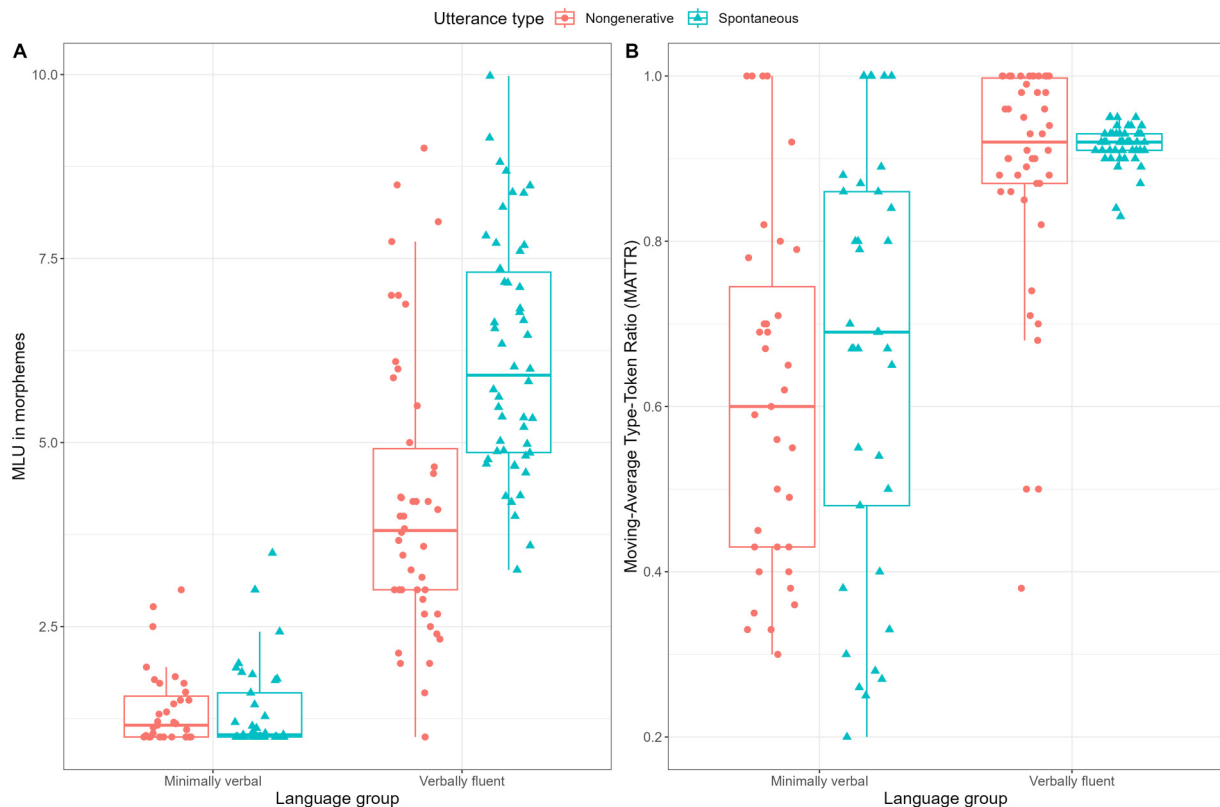 Utterance type Nongenerative Spontaneous
A
MLU in morphemes
10.0
7.5
5.0
2.5
Minimally verbal Verbally fluent
Language group
B
Moving-Average Type-Token Ratio (MATTR)
1.0
0.8
0.6
0.4
0.2
Minimally verbal Verbally fluent
Language group